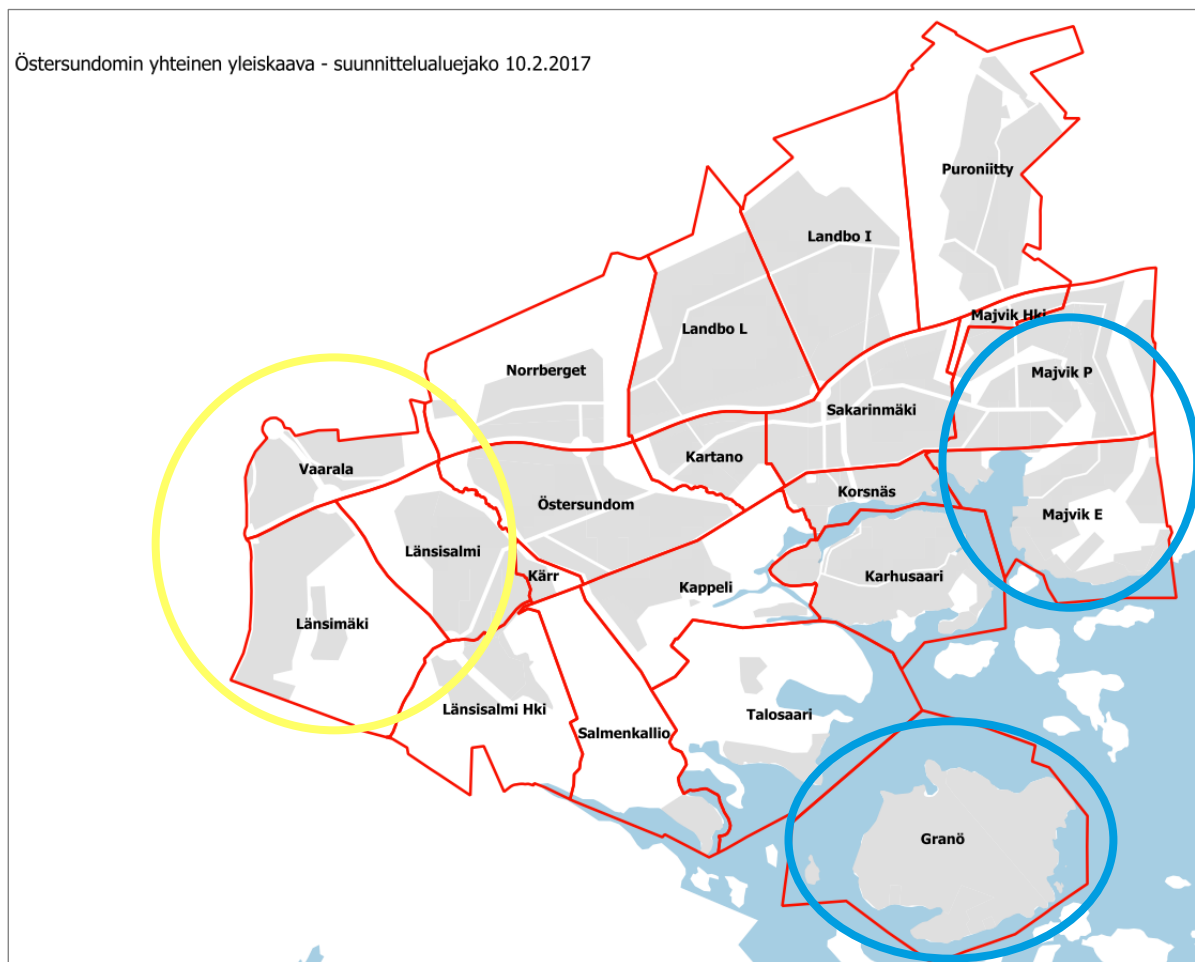 Östersundomin yhteinen yleiskaava - suunnittelualuejako 10.2.2017
Puroniitty
Landbo I
Majvik Hki
Landbo L
Norrberget
Majvik P
Sakarinmäki
Kartano
Vaarala
Korsnäs
Östersundom
Majvik E
Länsisalmi
Kärr
Karhusaari
Kappeli
Länsimäki
Länsisalmi Hki
Talosaari
Salmenkallio
Granö